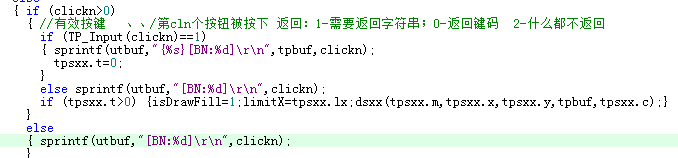 else
{ if (clickn>0)
{ //有效按键 、、/第cln个按钮被按下 返回：1-需要返回字符串；0-返回键码 2-什么都不返回
if (TP_Input(clickn)==1)
{ sprintf(utbuf,"{%s}[BN:%d]\r\n",tpbuf,clickn);
tpsxx.t=0;
}
else sprintf(utbuf,"[BN:%d]\r\n",clickn);
if (tpsxx.t>0) {isDrawFill=1;limitX=tpsxx.lx;dsxx(tpsxx.m,tpsxx.x,tpsxx.y,tpbuf,tpsxx.c);}
}
else
{ sprintf(utbuf,"[BN:%d]\r\n",clickn);
}